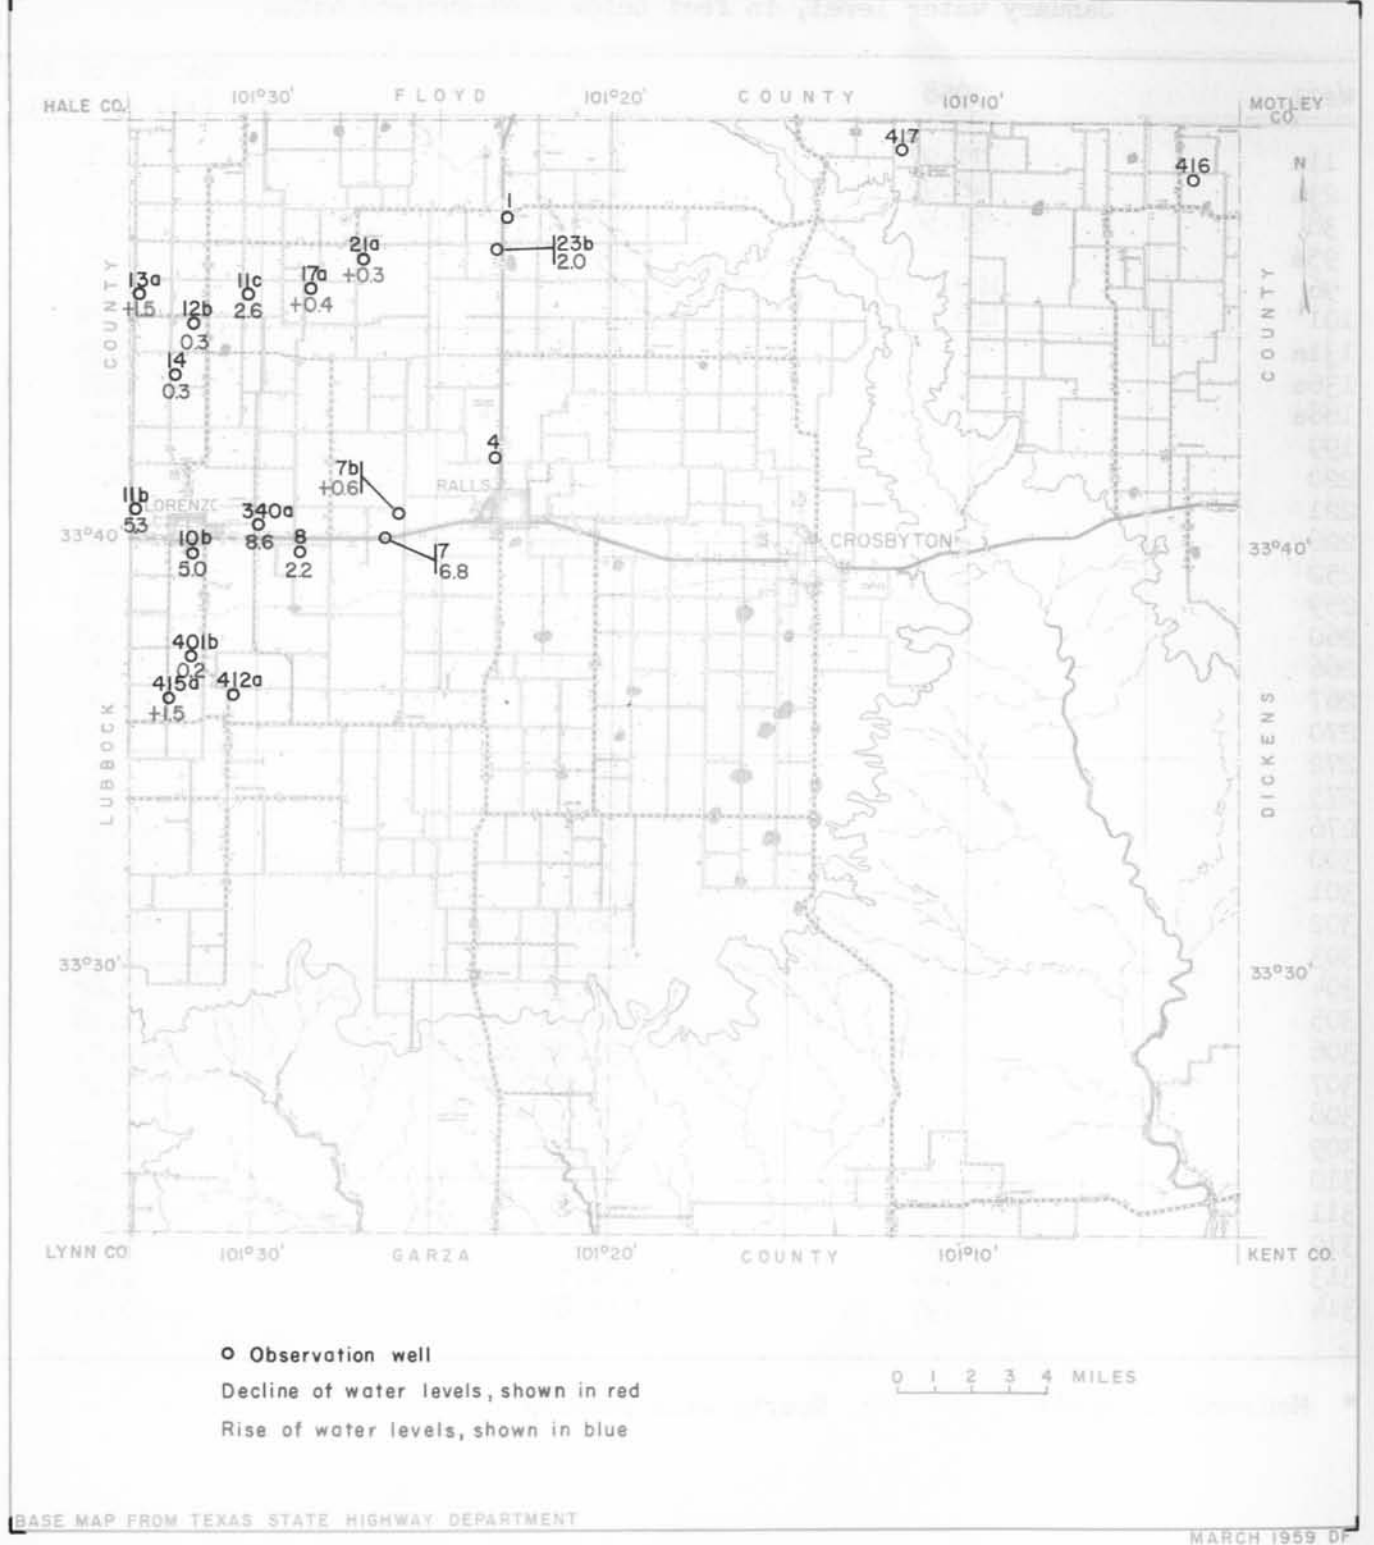 HALE CO.
101°30'
FLOYD
101°20'
COUNTY
101°10'
MOTLEY
CO.
417
416
N
1
21a
+0.3
23b
2.0
13a
+1.5
11c
2.6
17a
+0.4
12b
0.3
14
0.3
COUNTY
COUNTY
4
7b
+0.6
RALLS
11b
5.3
LORENZO
340a
8.6
33°40'
10b
5.0
8
2.2
7
6.8
CROSBYTON
33°40'
401b
0.2
415a
+1.5
412a
LUBBOCK
DICKENS
33°30'
33°30'
LYNN CO
101°30'
GARZA
101°20'
COUNTY
101°10'
KENT CO.
Observation well
Decline of water levels, shown in red
Rise of water levels, shown in blue
0 1 2 3 4 MILES
BASE MAP FROM TEXAS STATE HIGHWAY DEPARTMENT
MARCH 1959 DF